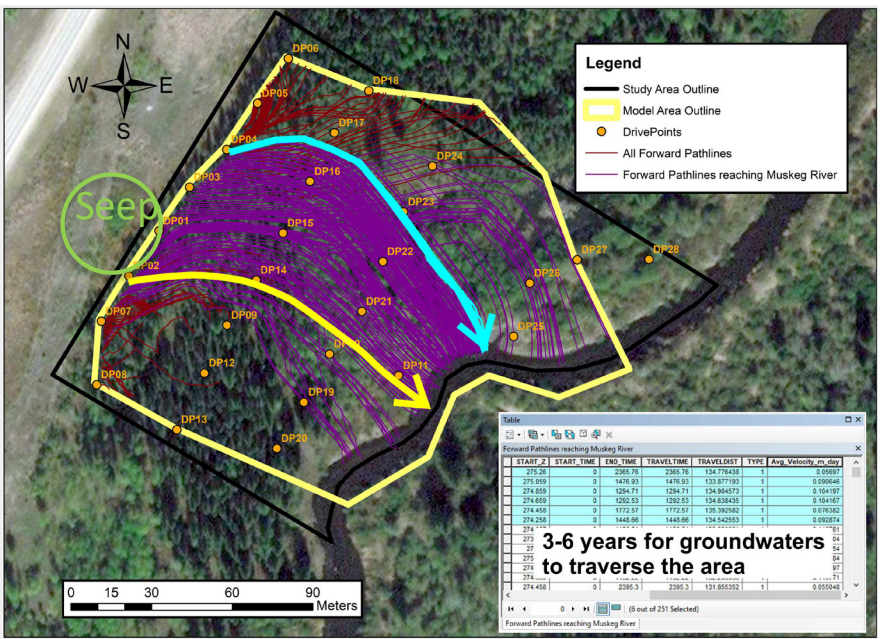 N
W E
S
DP06
DP18
DP05
DP17
DP04
DP24
DP03
DP16
Seep
DP01
DP23
DP15
DP02
DP22
DP27
DP28
DP14
DP26
DP07
DP21
DP09
DP25
DP12
DP11
DP08
DP19
DP13
DP20
Legend
Study Area Outline
Model Area Outline
DrivePoints
All Forward Pathlines
Forward Pathlines reaching Muskeg River
0 15 30 60 90
Meters
Table
Forward Pathlines reaching Muskeg River
START_Z START_TIME END_TIME TRAVELTIME TRAVELDIST TYPE Avg_Velocity_m_day
275.26 0 2365.76 2365.76 134.776438 1 0.05697
275.059 0 1476.93 1476.93 133.877193 1 0.090646
274.859 0 1294.71 1294.71 134.904573 1 0.104197
274.659 0 1292.53 1292.53 134.638435 1 0.104167
274.458 0 1772.57 1772.57 135.392582 1 0.076382
274.258 0 1448.66 1448.66 134.542553 1 0.092874
3-6 years for groundwaters
to traverse the area
274.458 0 2395.3 2395.3 131.855352 1 0.055048
0 (6 out of 251 Selected)
Forward Pathlines reaching Muskeg River